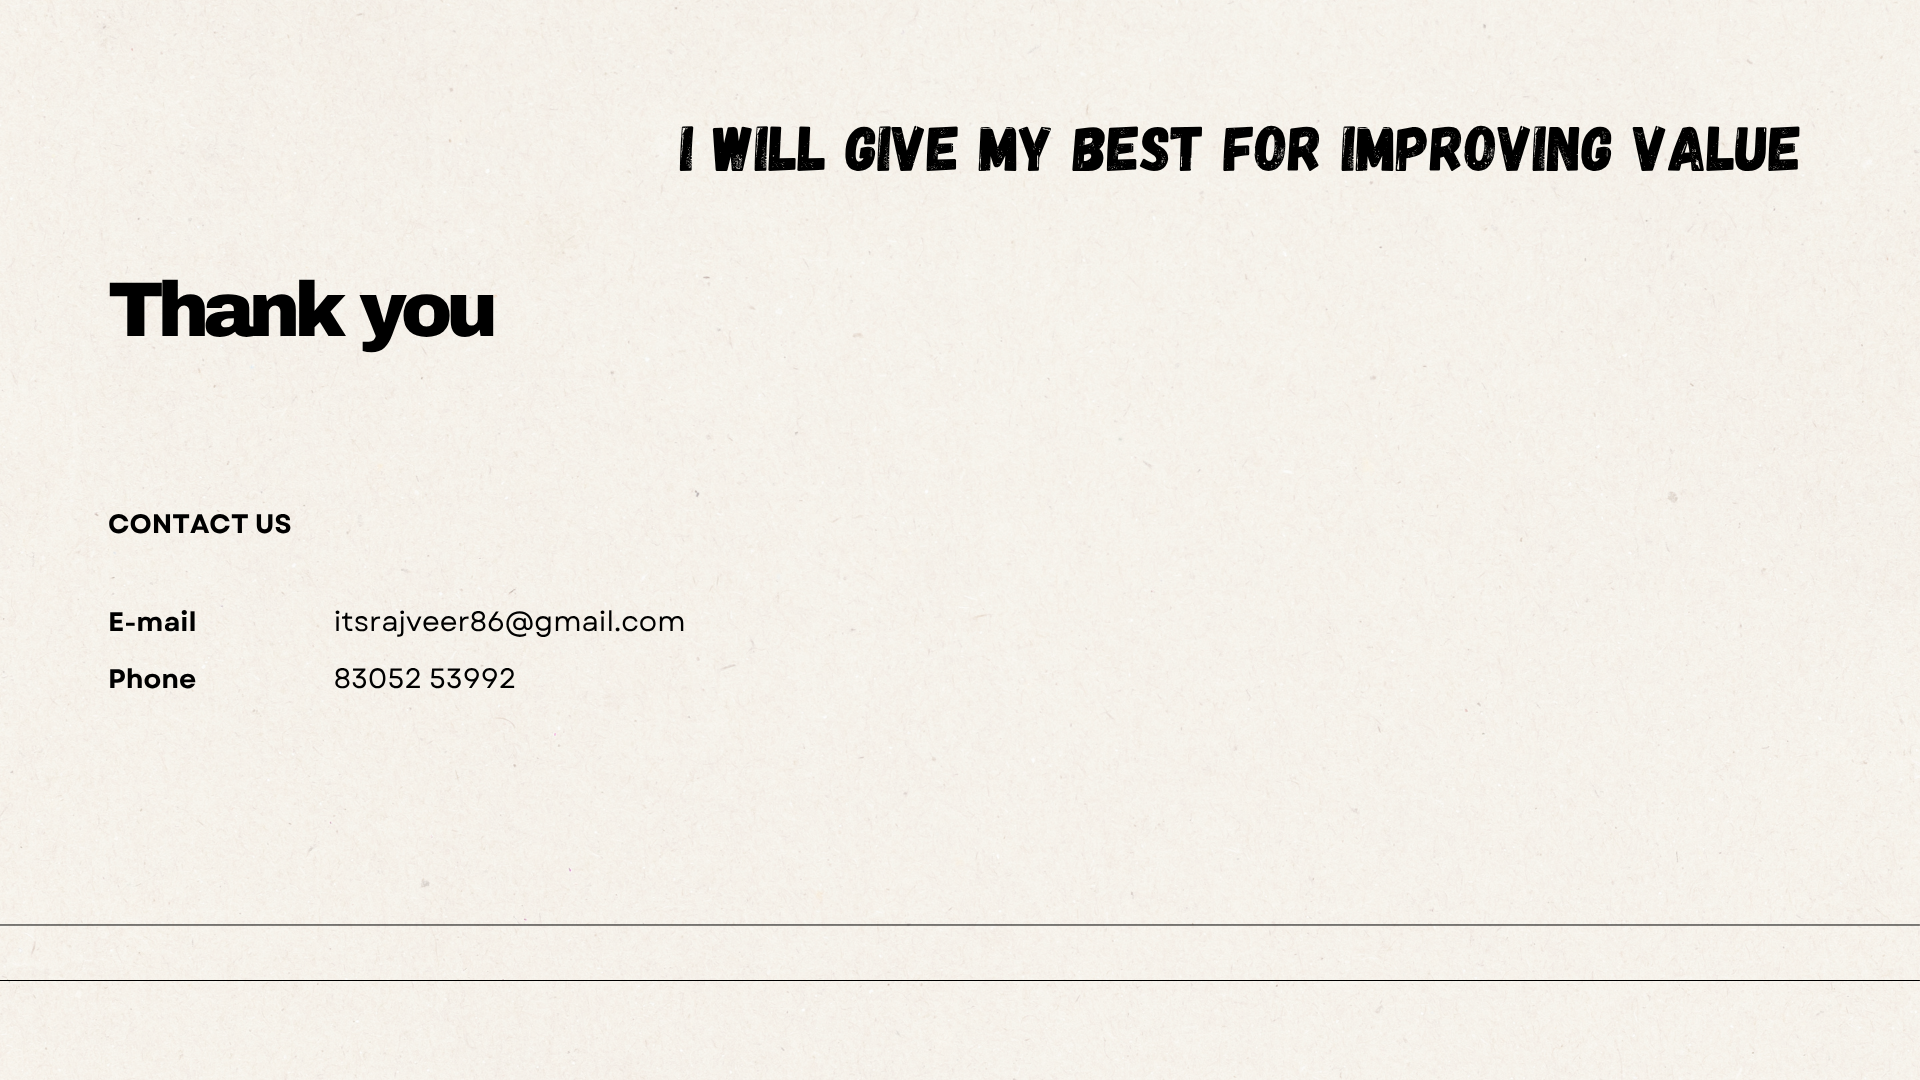 I WILL GIVE MY BEST FOR IMPROVING VALUE
Thank you
CONTACT US
E-mail itsrajveer86@gmail.com
Phone 83052 53992